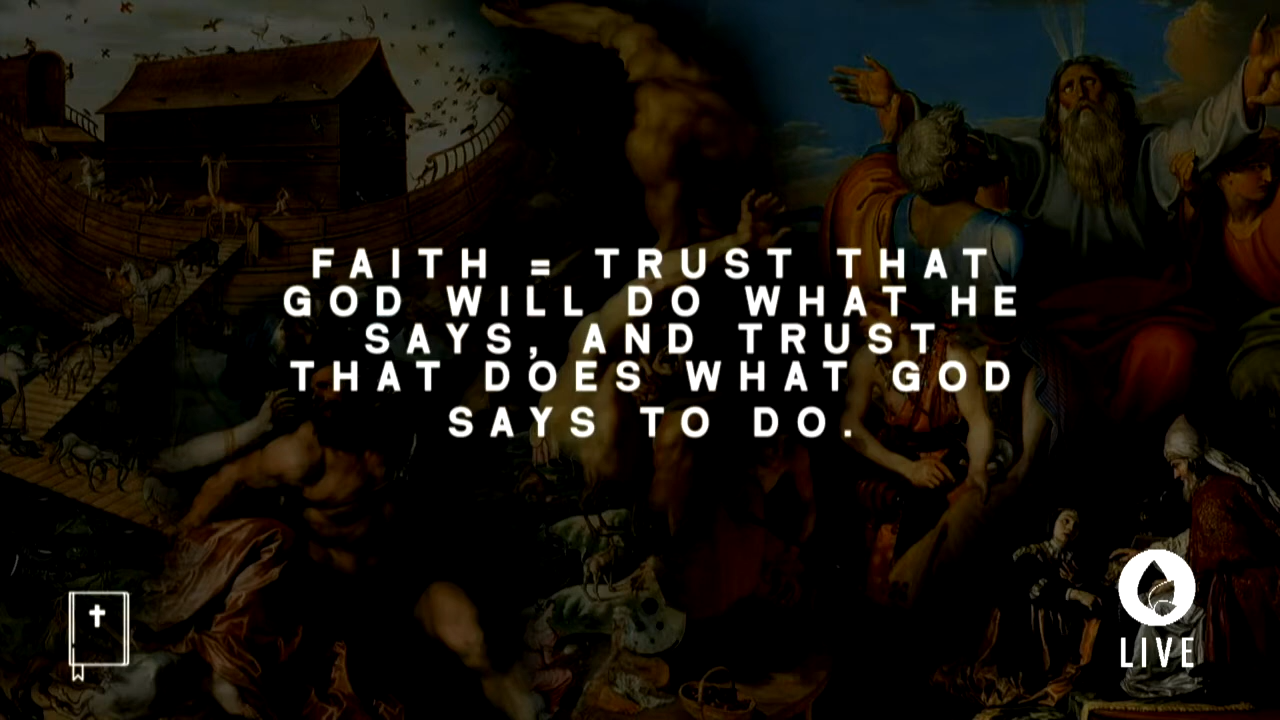 FAITH = TRUST THAT
GOD WILL DO WHAT HE
SAYS, AND TRUST
THAT DOES WHAT GOD
SAYS TO DO.
LIVE